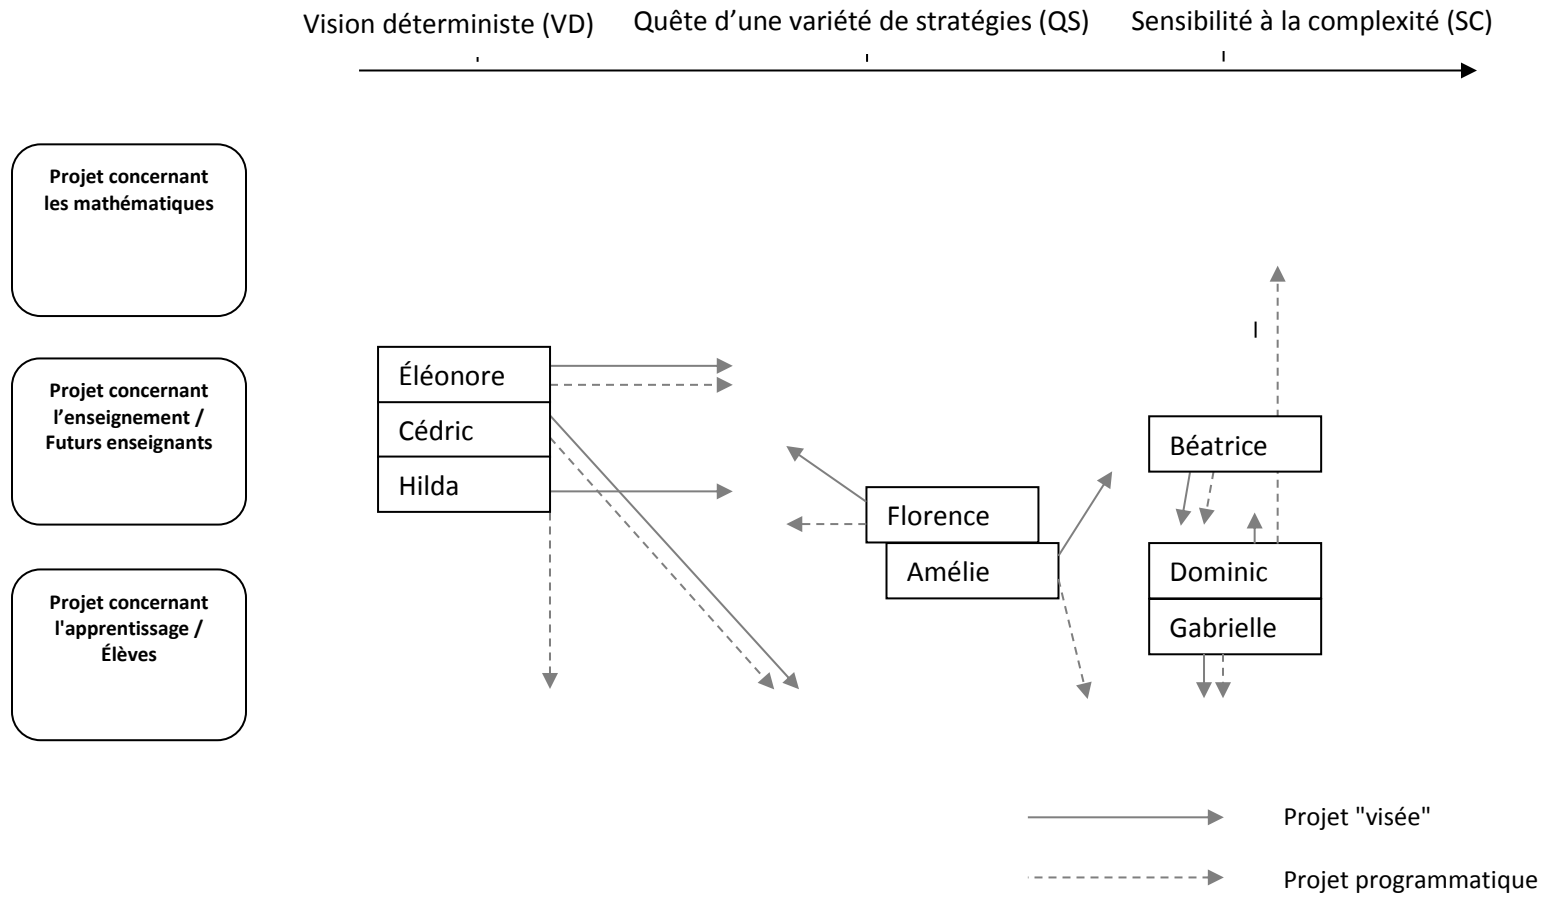 Vision déterministe (VD)
Quête d’une variété de stratégies (QS)
Sensibilité à la complexité (SC)
Projet concernant
les mathématiques
Projet concernant
l’enseignement /
Futurs enseignants
Projet concernant
l'apprentissage /
Élèves
Éléonore
Cédric
Hilda
Florence
Amélie
Béatrice
Dominic
Gabrielle
Projet "visée"
Projet programmatique